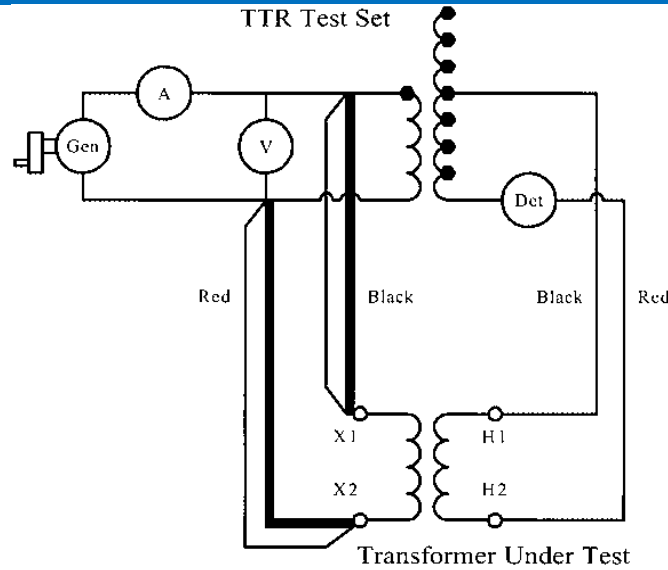 TTR Test Set
A
Gen
V
Det
Red
Black
Black
Red
X1
H1
X2
H2
Transformer Under Test